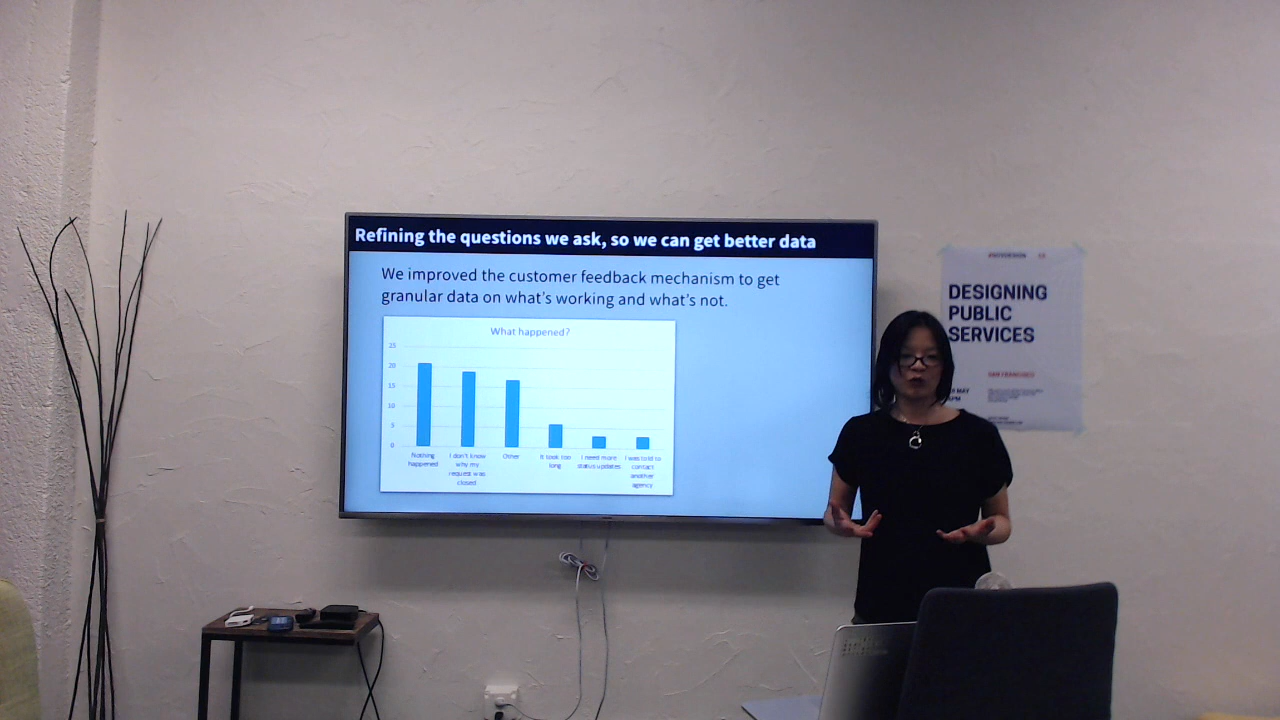 Refining the questions we ask, so we can get better data
We improved the customer feedback mechanism to get
granular data on what's working and what's not.
What happened?
25
20
15
10
5
0
Nothing
happened
I don't know
why my
request was
closed
Other
It took too
long
I need more
status updates
I was told to
contact
another
agency
DESIGNING
PUBLIC
SERVICES
SAN FRANCISCO
MAY